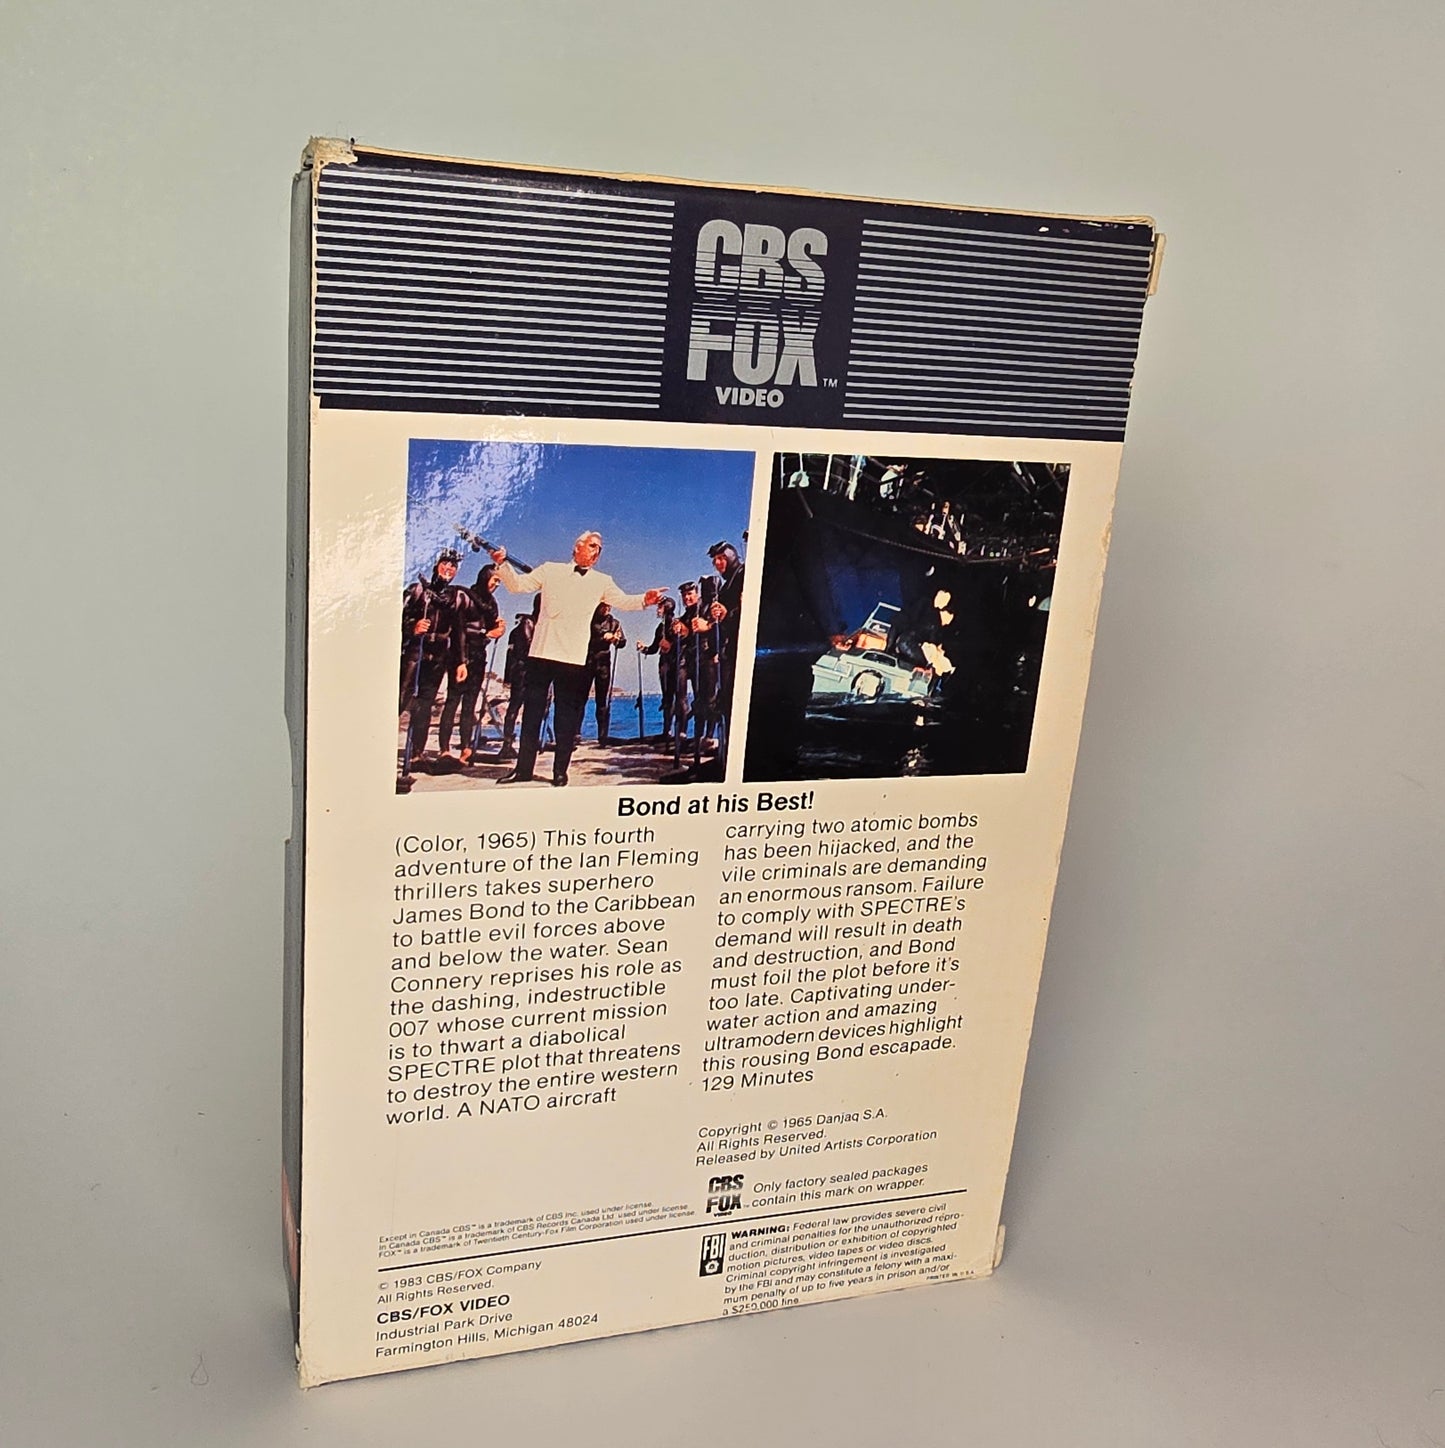 CBS
FOX™
VIDEO
Bond at his Best!
(Color, 1965) This fourth
adventure of the Ian Fleming
thrillers takes superhero
James Bond to the Caribbean
to battle evil forces above
and below the water. Sean
Connery reprises his role as
the dashing, indestructible
007 whose current mission
is to thwart a diabolical
SPECTRE plot that threatens
to destroy the entire western
world. A NATO aircraft
carrying two atomic bombs
has been hijacked, and the
vile criminals are demanding
an enormous ransom. Failure
to comply with SPECTRE's
demand will result in death
and destruction, and Bond
must foil the plot before it's
too late. Captivating under-
water action and amazing
ultramodern devices highlight
this rousing Bond escapade.
129 Minutes
Copyright © 1965 Danjaq S.A.
All Rights Reserved.
Released by United Artists Corporation
CBS
FOX™
VIDEO
Only factory sealed packages
contain this mark on wrapper.
Except in Canada CBS™ is a trademark of CBS Inc. used under license.
In Canada CBS™ is a trademark of CBS Records Canada Ltd. used under license.
FOX™ is a trademark of Twentieth Century-Fox Film Corporation used under license.
© 1983 CBS/FOX Company
All Rights Reserved.
CBS/FOX VIDEO
Industrial Park Drive
Farmington Hills, Michigan 48024
FBI
WARNING: Federal law provides severe civil
and criminal penalties for the unauthorized repro-
duction, distribution or exhibition of copyrighted
motion pictures, video tapes or video discs.
Criminal copyright infringement is investigated
by the FBI and may constitute a felony with a maxi-
mum penalty of up to five years in prison and/or
a $250,000 fine.
PRINTED IN U.S.A.